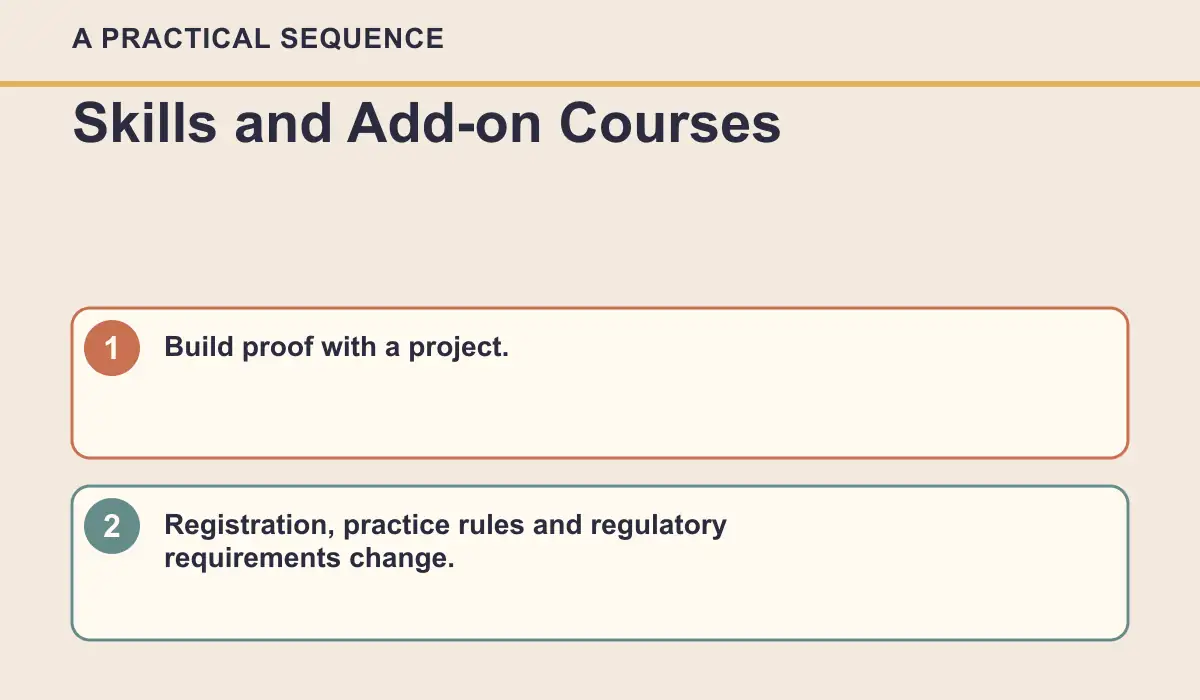 A PRACTICAL SEQUENCE
Skills and Add-on Courses
1
Build proof with a project.
2
Registration, practice rules and regulatory
requirements change.